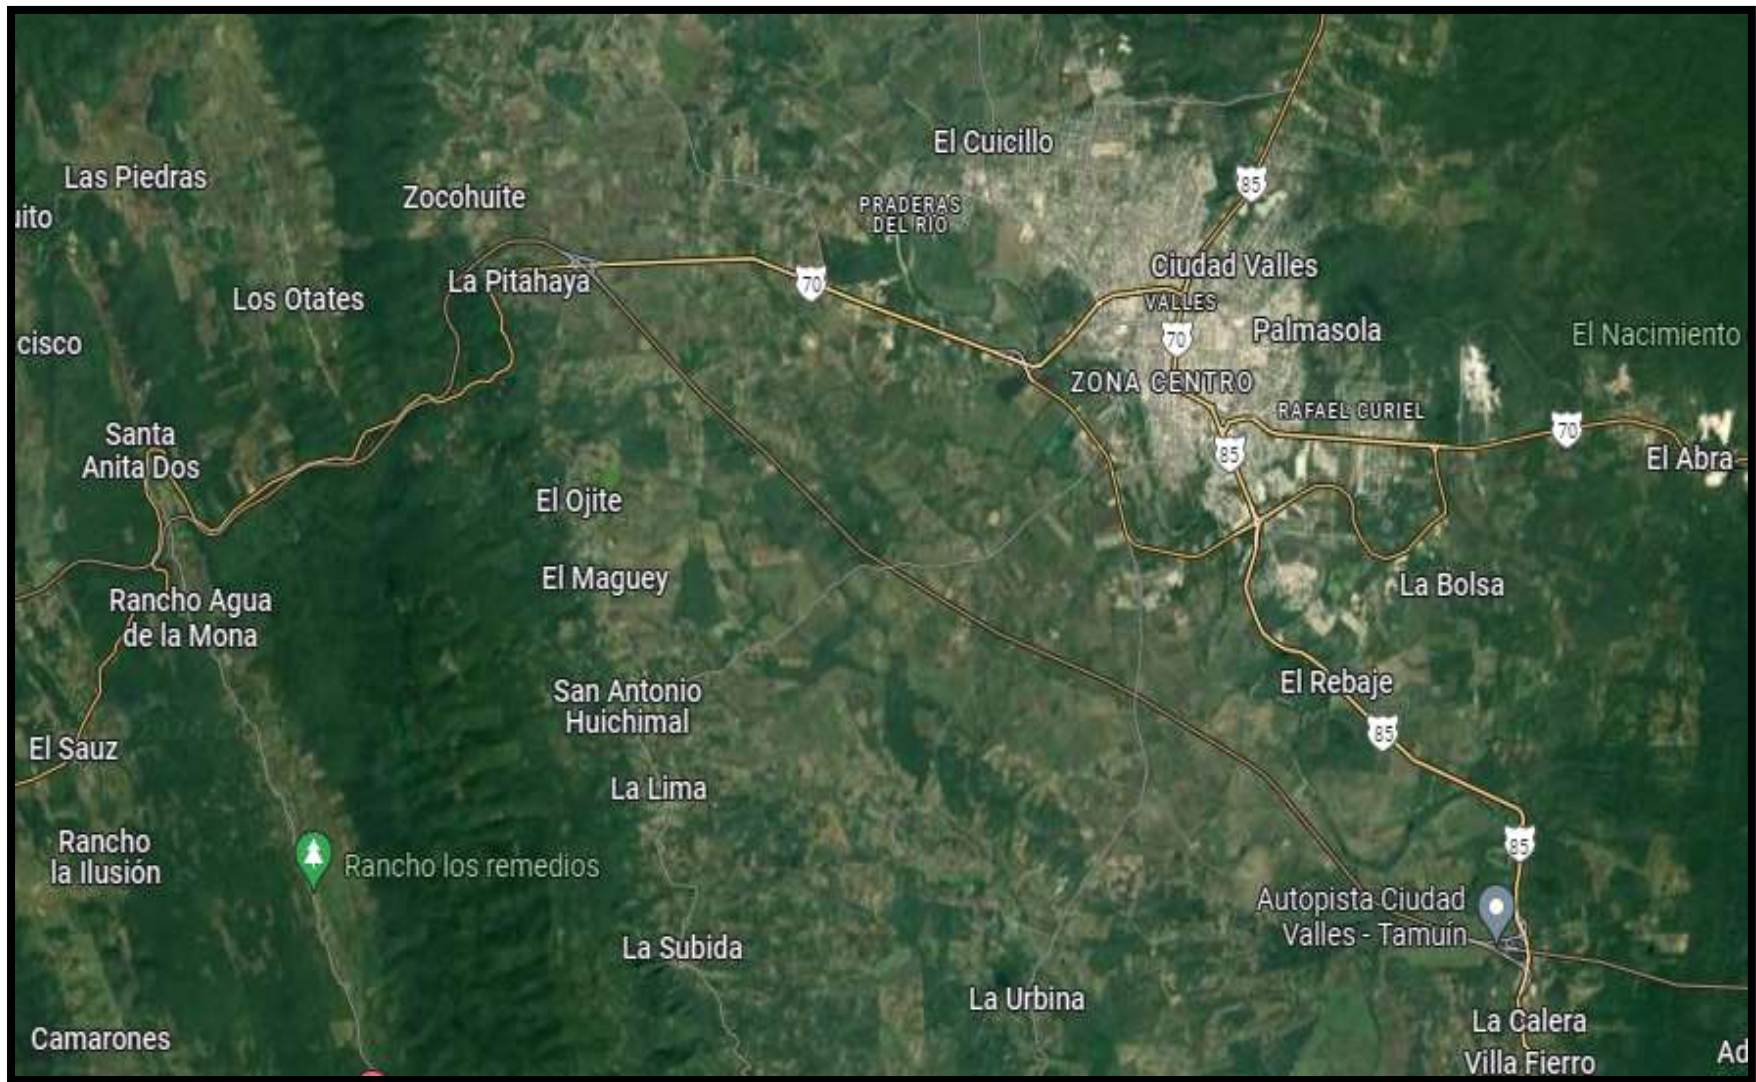 85
El Cuicillo
Las Piedras
Zocohuite
PRADERAS
DEL RIO
uito
Ciudad Valles
La Pitahaya
70
Los Otates
VALLES
70
Palmasola
El Nacimiento
cisco
ZONA CENTRO
RAFAEL CURIEL
70
Santa
Anita Dos
85
El Abra
El Ojite
El Maguey
La Bolsa
Rancho Agua
de la Mona
San Antonio
Huichimal
El Rebaje
85
El Sauz
La Lima
Rancho
la Ilusión
Rancho los remedios
85
Autopista Ciudad
Valles - Tamuín
La Subida
La Urbina
La Calera
Camarones
Villa Fierro
Ad